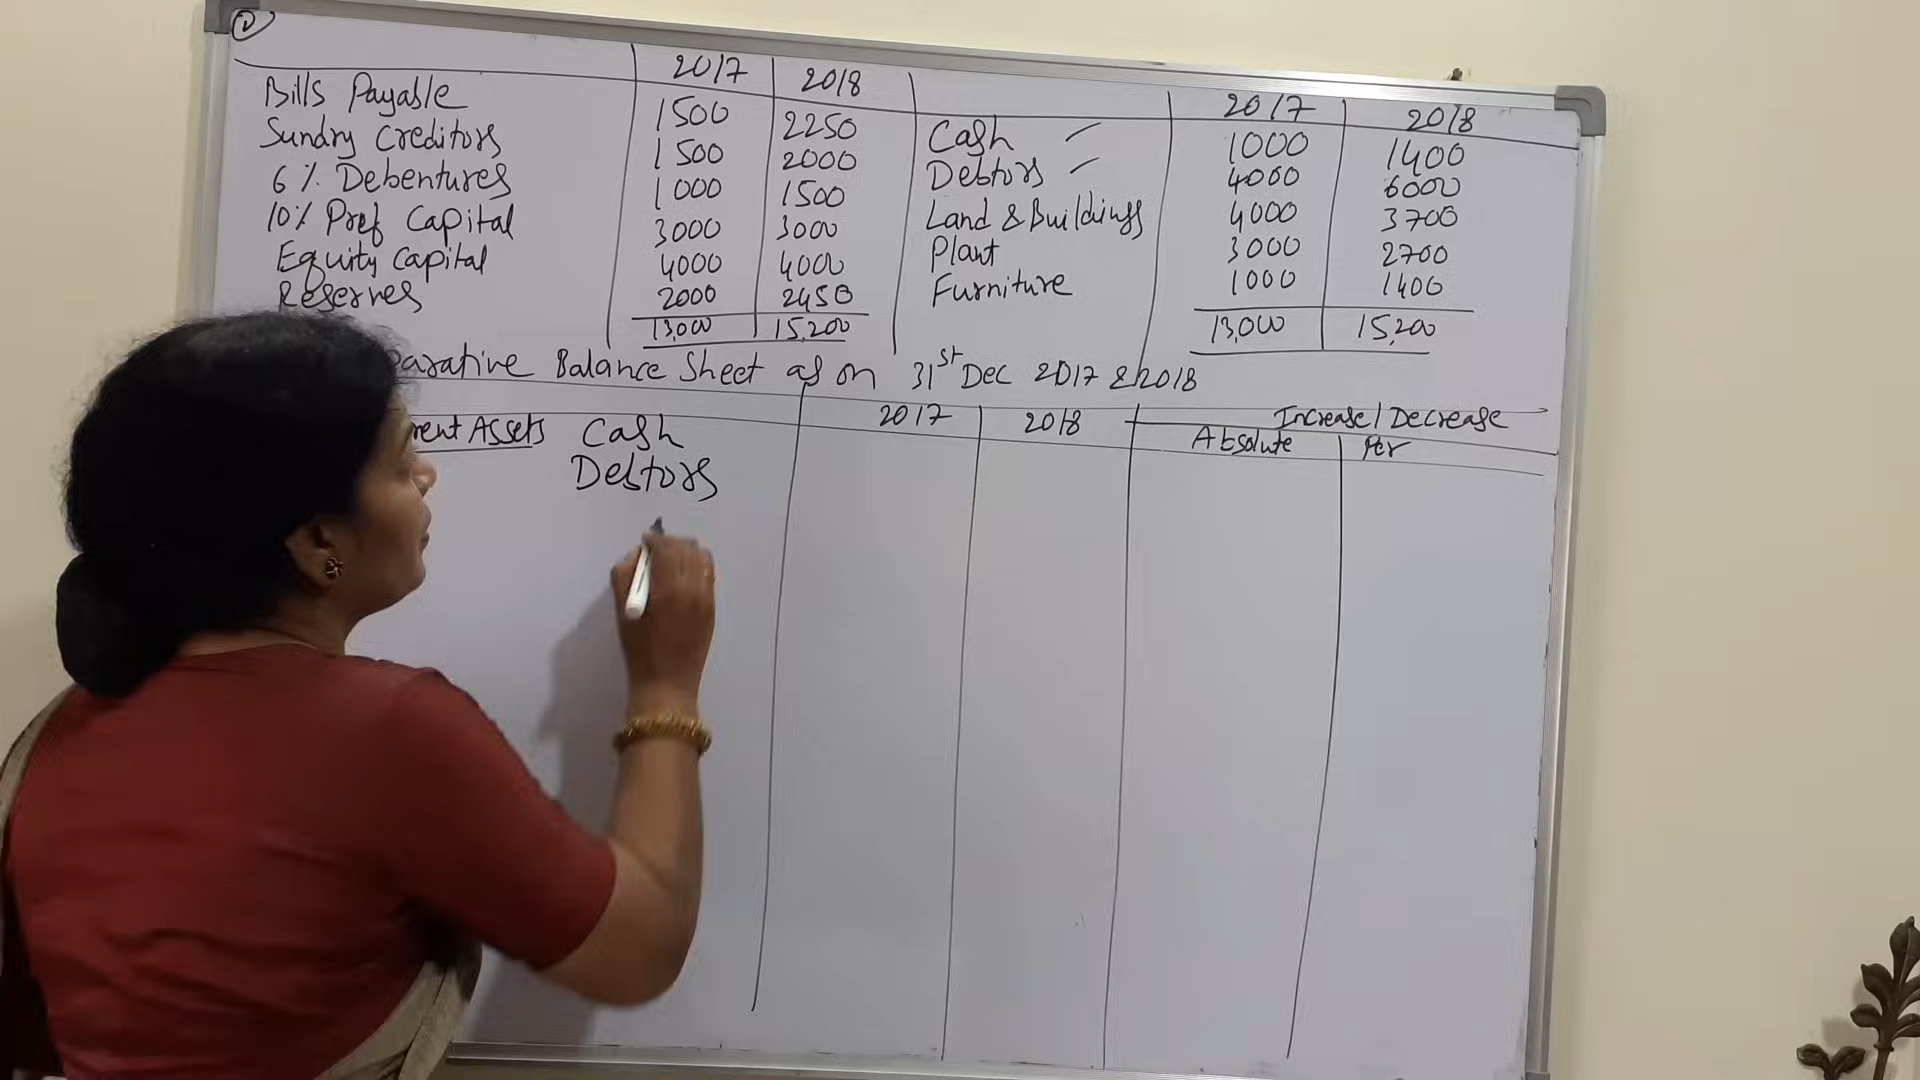 1)
2017 2018 2017 2018
Bills Payable 1500 2250 Cash 1000 1400
Sundry Creditors 1500 2000 Debtors 4000 6000
6% Debentures 1000 1500 Land & Buildings 4000 3700
10% Pref Capital 3000 3000 Plant 3000 2700
Equity Capital 4000 4000 Furniture 1000 1400
Reserves 2000 2450
13,000 15,200 13,000 15,200
parative Balance Sheet as on 31st Dec 2017 & 2018
2017 2018 Increase/Decrease
rent Assets Cash Absolute Per
Debtors